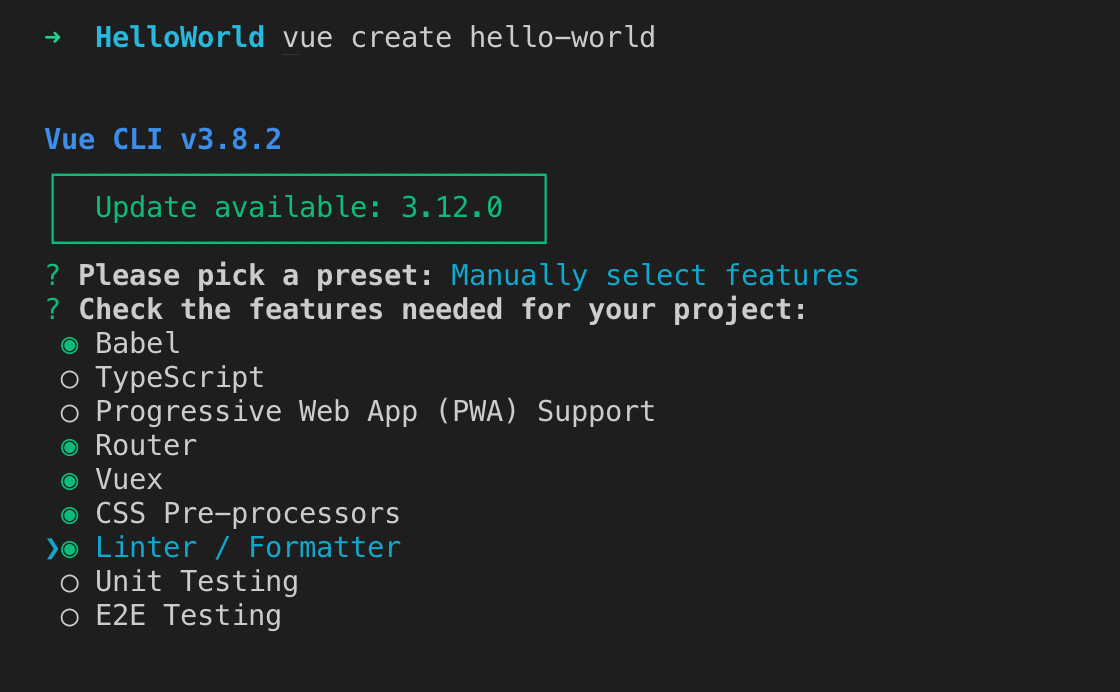 ➜  HelloWorld vue create hello-world
Vue CLI v3.8.2
Update available: 3.12.0
? Please pick a preset: Manually select features
? Check the features needed for your project:
◉ Babel
◯ TypeScript
◯ Progressive Web App (PWA) Support
◉ Router
◉ Vuex
◉ CSS Pre-processors
❯◉ Linter / Formatter
◯ Unit Testing
◯ E2E Testing